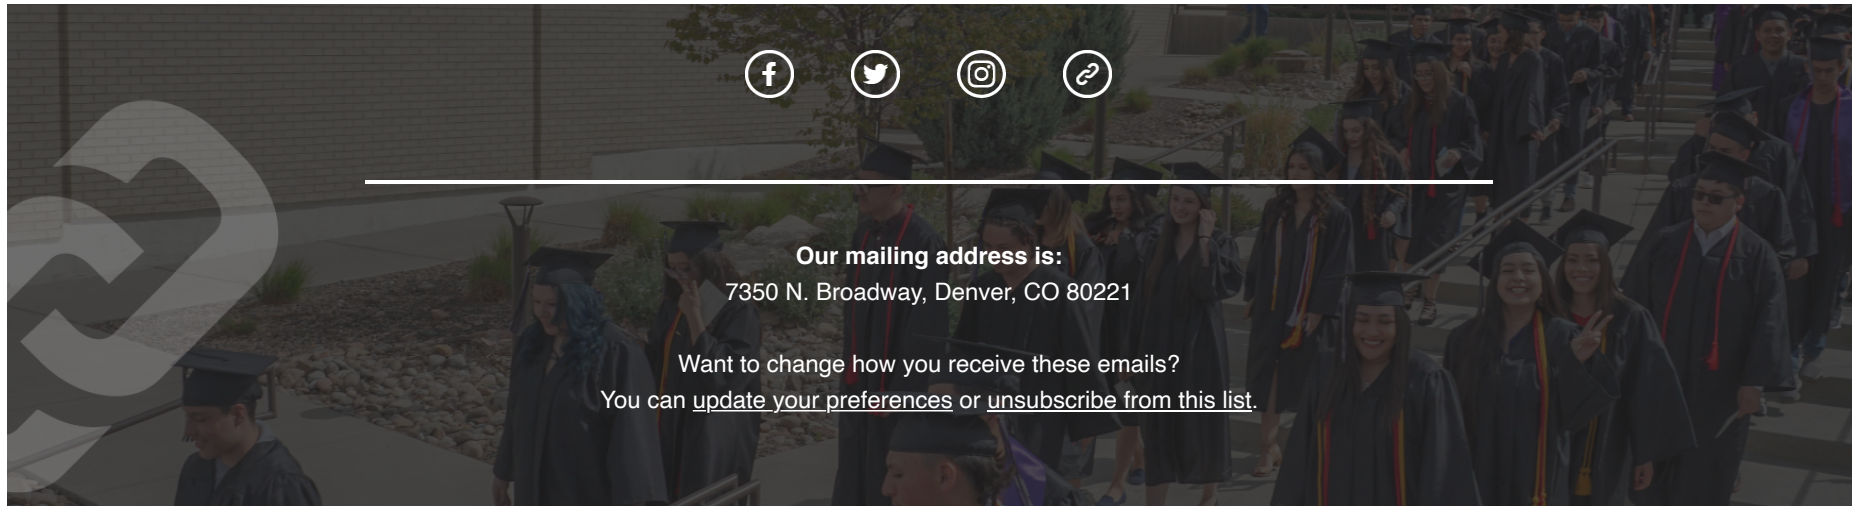 Our mailing address is:
7350 N. Broadway, Denver, CO 80221
Want to change how you receive these emails?
You can update your preferences or unsubscribe from this list.